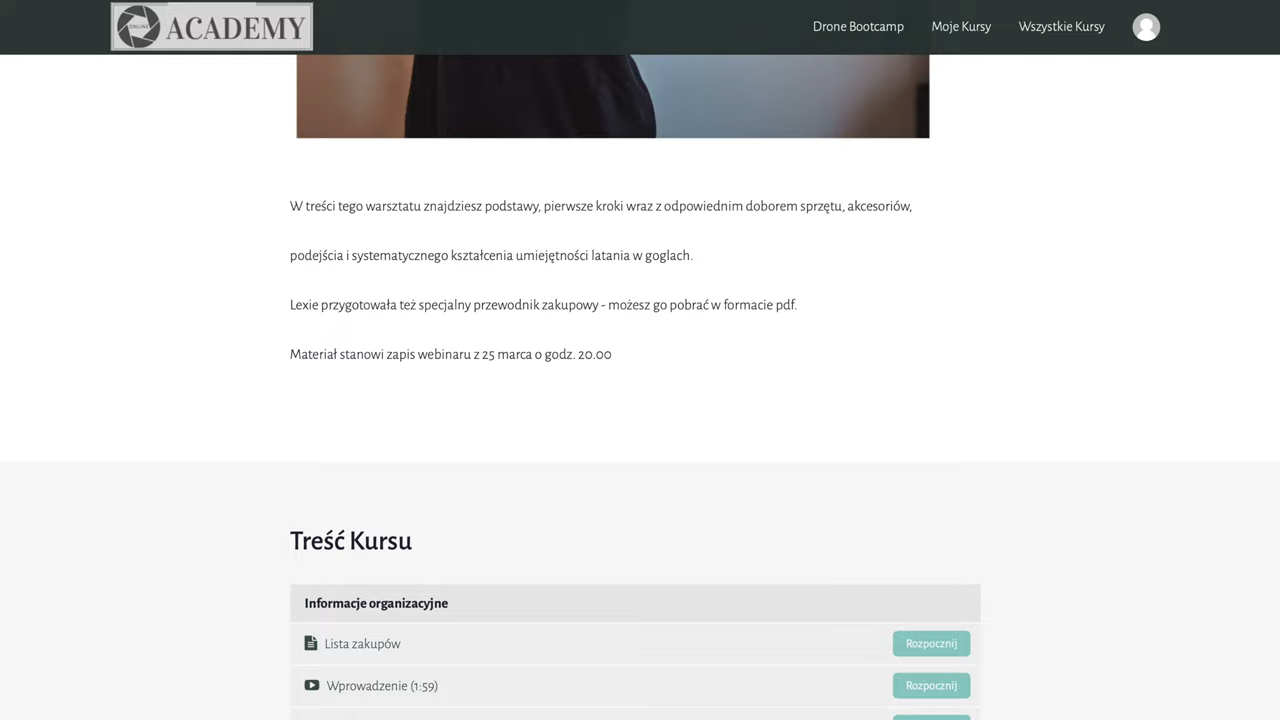 ONLINE
ACADEMY
Drone Bootcamp
Moje Kursy
Wszystkie Kursy
W treści tego warsztatu znajdziesz podstawy, pierwsze kroki wraz z odpowiednim doborem sprzętu, akcesoriów,
podejścia i systematycznego kształcenia umiejętności latania w goglach.
Lexie przygotowała też specjalny przewodnik zakupowy - możesz go pobrać w formacie pdf.
Materiał stanowi zapis webinaru z 25 marca o godz. 20.00
Treść Kursu
Informacje organizacyjne
Lista zakupów
Rozpocznij
Wprowadzenie (1:59)
Rozpocznij